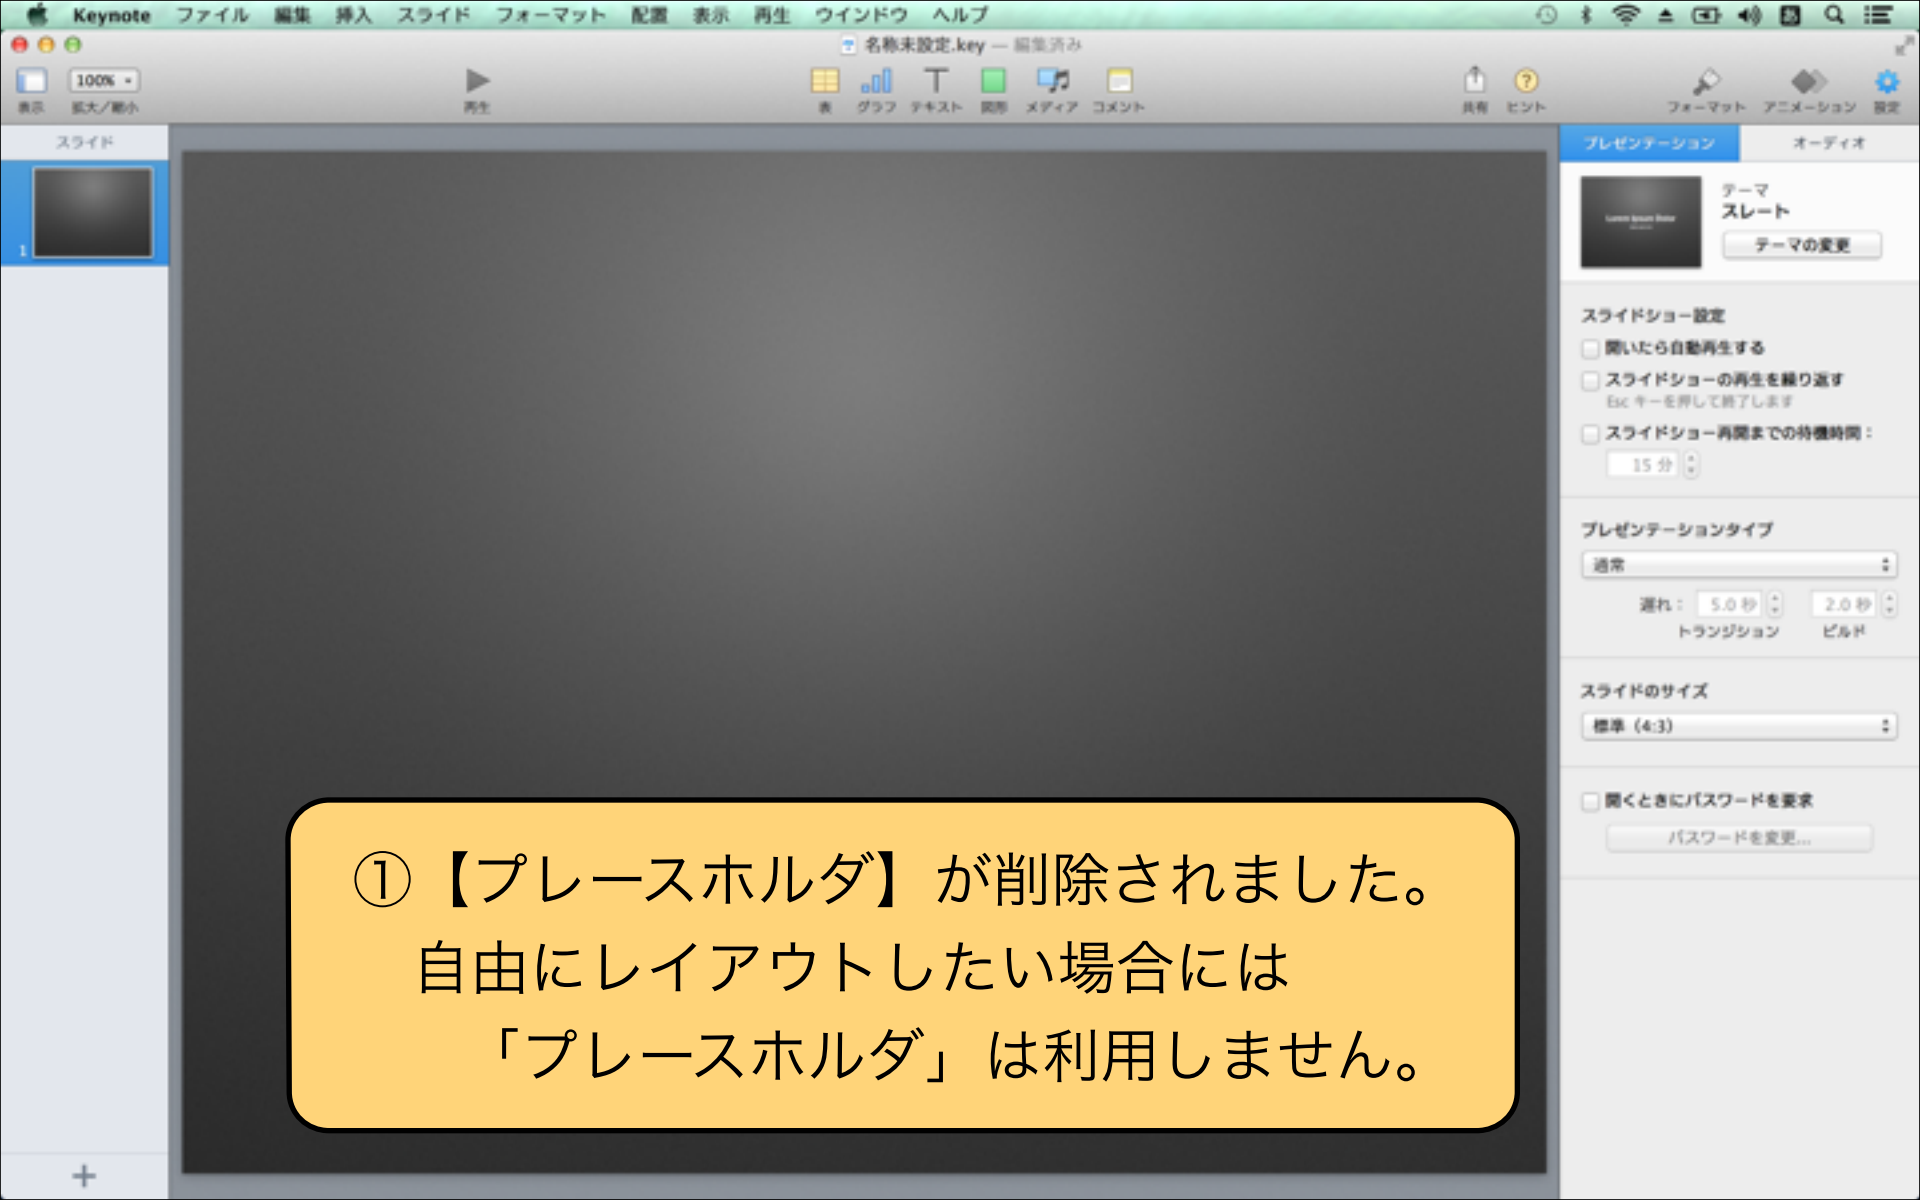 Keynote ファイル 編集 挿入 スライド フォーマット 配置 表示 再生 ウインドウ ヘルプ
名称未設定.key — 編集済み
100%
表示 拡大/縮小 再生 表 グラフ テキスト 図形 メディア コメント 共有 ヒント フォーマット アニメーション 設定
スライド
1
プレゼンテーション オーディオ
Lorem Ipsum Dolor
テーマ
スレート
テーマの変更
スライドショー設定
開いたら自動再生する
スライドショーの再生を繰り返す
Esc キーを押して終了します
スライドショー再開までの待機時間：
15 分
プレゼンテーションタイプ
通常
遅れ： 5.0 秒 2.0 秒
トランジション ビルド
スライドのサイズ
標準（4:3）
開くときにパスワードを要求
パスワードを変更...
①【プレースホルダ】が削除されました。
自由にレイアウトしたい場合には
「プレースホルダ」は利用しません。